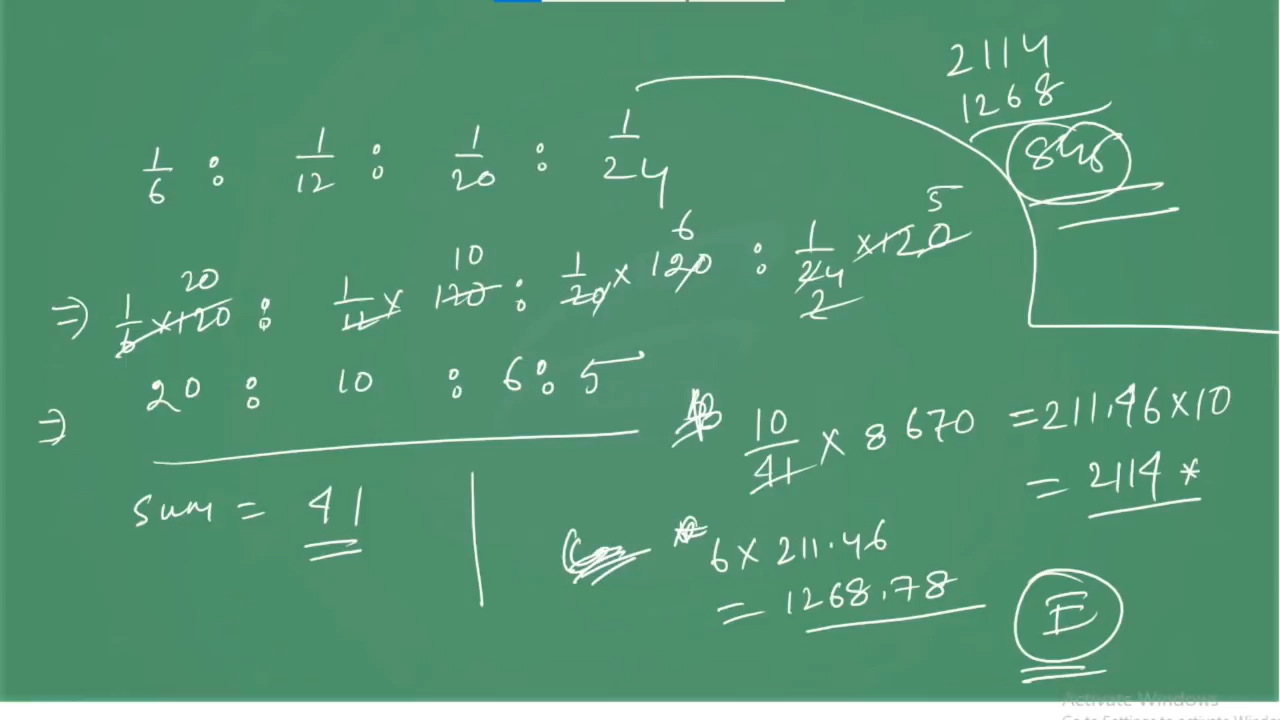 2114
1268
846
1/6 : 1/12 : 1/20 : 1/24
=) 1/6 × 120 20 : 1/12 × 120 10 : 1/20 × 120 6 : 1/24 2 × 120 5
=) 20 : 10 : 6 : 5
10/41 × 8670 = 211.46 × 10
= 2114 *
Sum = 41
* 6 × 211.46
= 1268.78
E
Activate Windows